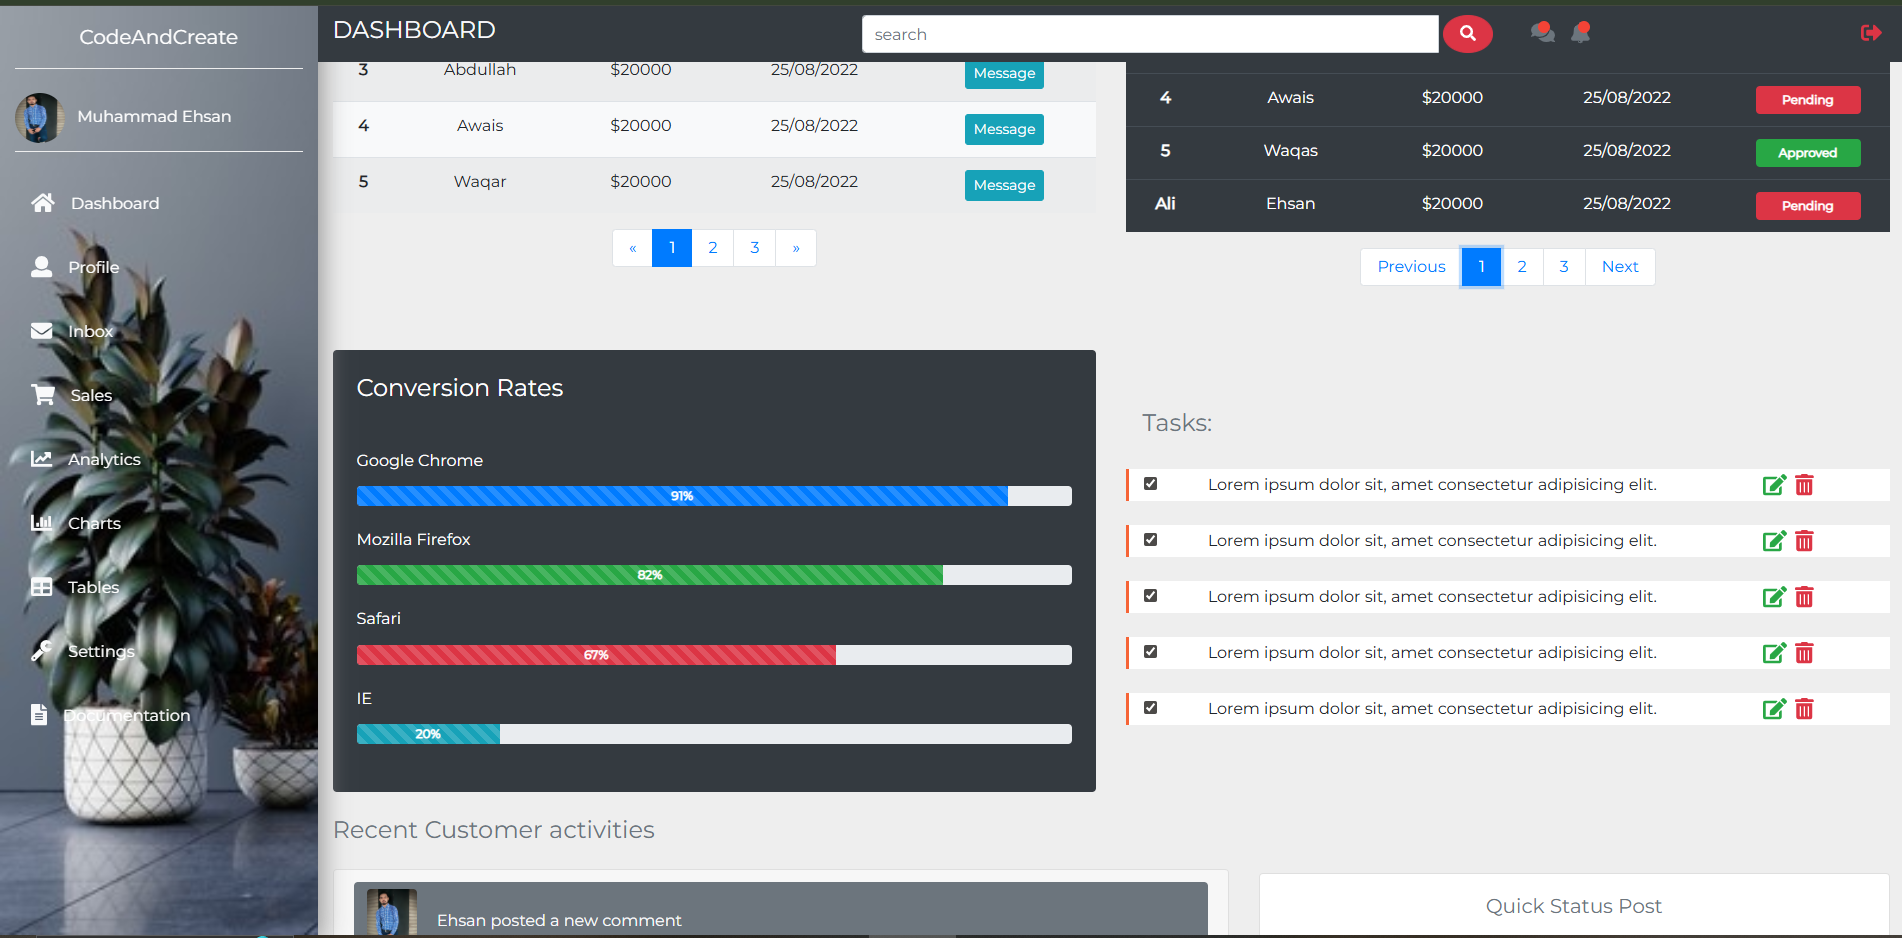 CodeAndCreate
Muhammad Ehsan
Dashboard
Profile
Inbox
Sales
Analytics
Charts
Tables
Settings
Documentation
DASHBOARD
search
3 Abdullah $20000 25/08/2022 Message
4 Awais $20000 25/08/2022 Message
5 Waqar $20000 25/08/2022 Message
« 1 2 3 »
4 Awais $20000 25/08/2022 Pending
5 Waqas $20000 25/08/2022 Approved
Ali Ehsan $20000 25/08/2022 Pending
Previous 1 2 3 Next
Conversion Rates
Google Chrome
91%
Mozilla Firefox
82%
Safari
67%
IE
20%
Tasks:
Lorem ipsum dolor sit, amet consectetur adipisicing elit.
Lorem ipsum dolor sit, amet consectetur adipisicing elit.
Lorem ipsum dolor sit, amet consectetur adipisicing elit.
Lorem ipsum dolor sit, amet consectetur adipisicing elit.
Lorem ipsum dolor sit, amet consectetur adipisicing elit.
Recent Customer activities
Ehsan posted a new comment
Quick Status Post